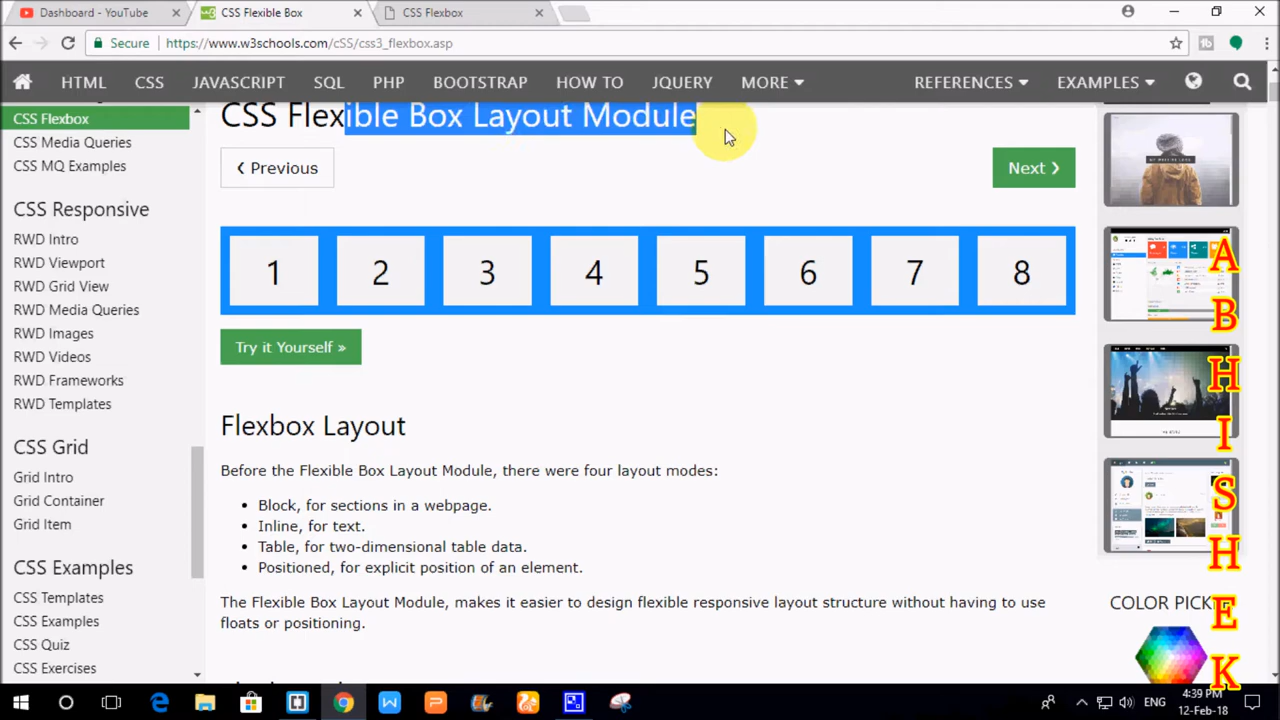 Dashboard - YouTube
CSS Flexible Box
CSS Flexbox
Secure
https://www.w3schools.com/cSS/css3_flexbox.asp
HTML
CSS
JAVASCRIPT
SQL
PHP
BOOTSTRAP
HOW TO
JQUERY
MORE
REFERENCES
EXAMPLES
CSS Flexbox
CSS Media Queries
CSS MQ Examples
CSS Responsive
RWD Intro
RWD Viewport
RWD Grid View
RWD Media Queries
RWD Images
RWD Videos
RWD Frameworks
RWD Templates
CSS Grid
Grid Intro
Grid Container
Grid Item
CSS Examples
CSS Templates
CSS Examples
CSS Quiz
CSS Exercises
CSS Flexible Box Layout Module
❮ Previous
Next ❯
1 2 3 4 5 6 7 8
Try it Yourself »
Flexbox Layout
Before the Flexible Box Layout Module, there were four layout modes:
• Block, for sections in a webpage.
• Inline, for text.
• Table, for two-dimensional table data.
• Positioned, for explicit position of an element.
The Flexible Box Layout Module, makes it easier to design flexible responsive layout structure without having to use
floats or positioning.
ABHISHEK
ENG
4:39 PM
12-Feb-18